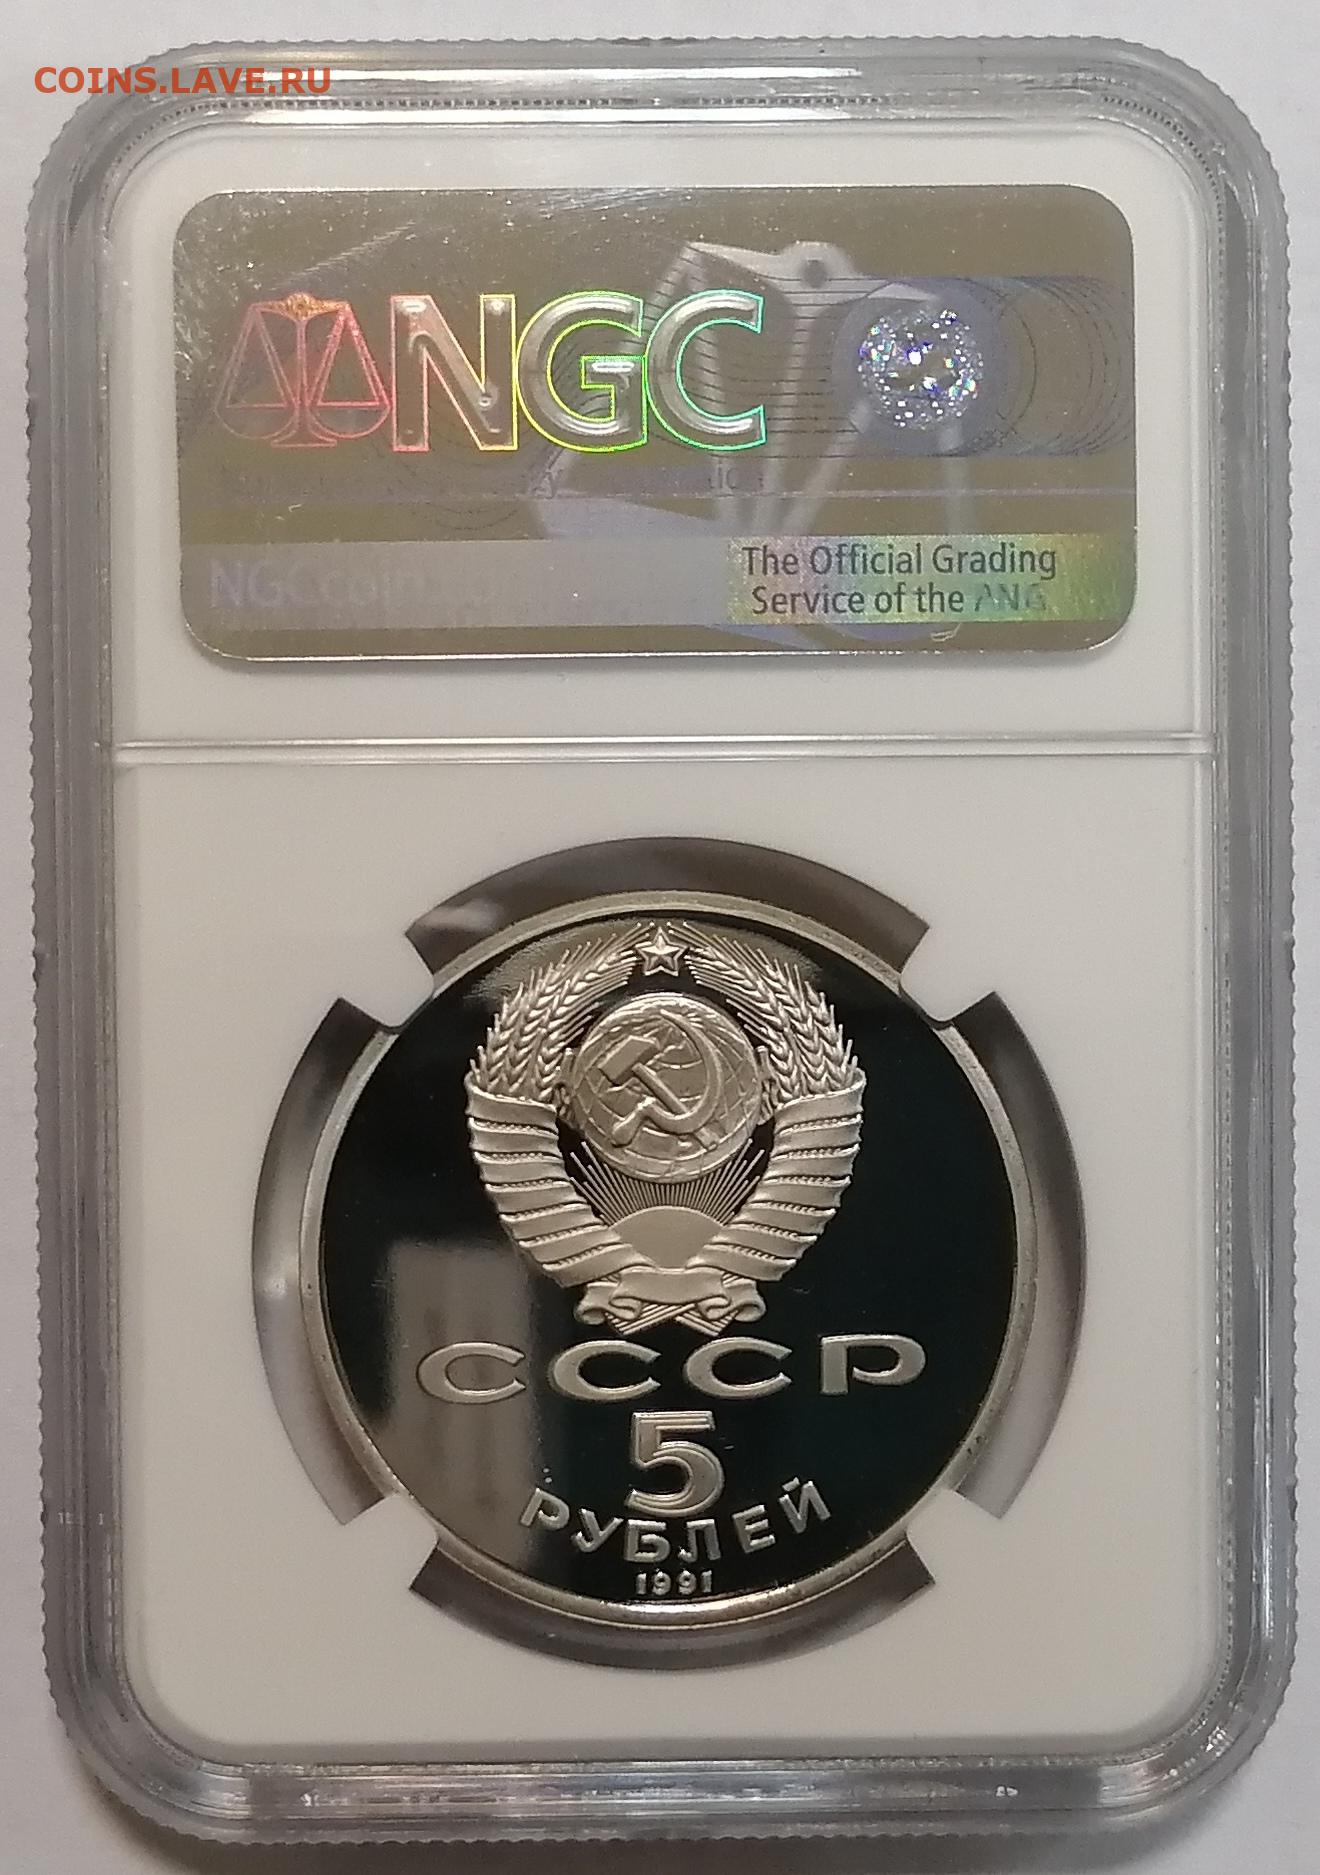 COINS.LAVE.RU
NGC
The Official Grading
Service of the ANG
СССР
5
РУБЛЕЙ
1991